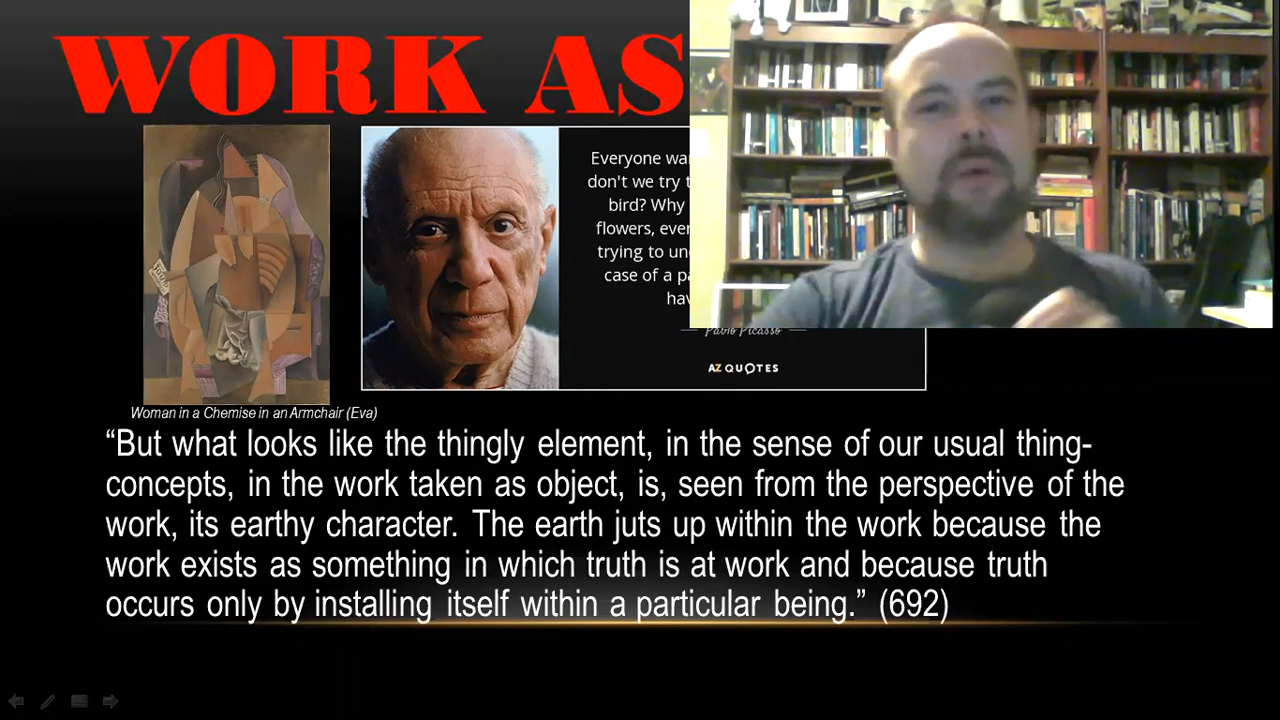 WORK AS
Everyone
don't we try
bird? Why
flowers,
trying to
case of a
Pablo Picasso
AZ QUOTES
Woman in a Chemise in an Armchair (Eva)
“But what looks like the thingly element, in the sense of our usual thing-
concepts, in the work taken as object, is, seen from the perspective of the
work, its earthy character. The earth juts up within the work because the
work exists as something in which truth is at work and because truth
occurs only by installing itself within a particular being.” (692)